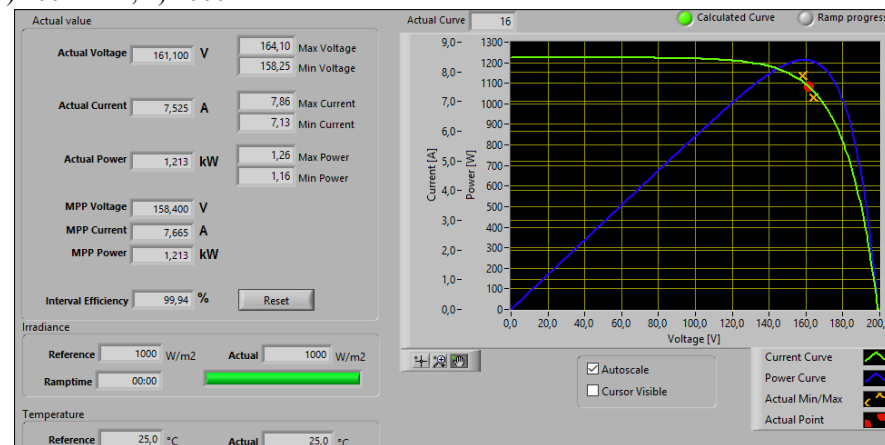 Actual value
Actual Voltage 161,100 V
164,10 Max Voltage
158,25 Min Voltage
Actual Current 7,525 A
7,86 Max Current
7,13 Min Current
Actual Power 1,213 kW
1,26 Max Power
1,16 Min Power
MPP Voltage 158,400 V
MPP Current 7,665 A
MPP Power 1,213 kW
Interval Efficiency 99,94 %
Reset
Irradiance
Reference 1000 W/m2 Actual 1000 W/m2
Ramptime 00:00
Temperature
Reference 25,0 °C Actual 25,0 °C
Actual Curve 16
Calculated Curve
Ramp progress
Current [A]
9,0-
8,0-
7,0-
6,0-
5,0-
4,0-
3,0-
2,0-
1,0-
0,0-
Power [W]
1300-
1200-
1100-
1000-
900-
800-
700-
600-
500-
400-
300-
200-
100-
0-
0,0 20,0 40,0 60,0 80,0 100,0 120,0 140,0 160,0 180,0 200,
Voltage [V]
Autoscale
Cursor Visible
Current Curve
Power Curve
Actual Min/Max
Actual Point